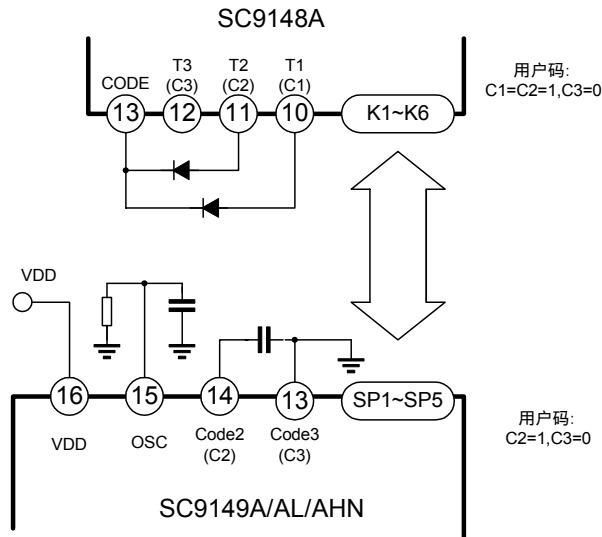 SC9148A
用户码:
C1=C2=1,C3=0
CODE
T3
(C3)
T2
(C2)
T1
(C1)
13
12
11
10
K1~K6
VDD
16
15
14
13
SP1~SP5
VDD
OSC
Code2
(C2)
Code3
(C3)
用户码:
C2=1,C3=0
SC9149A/AL/AHN